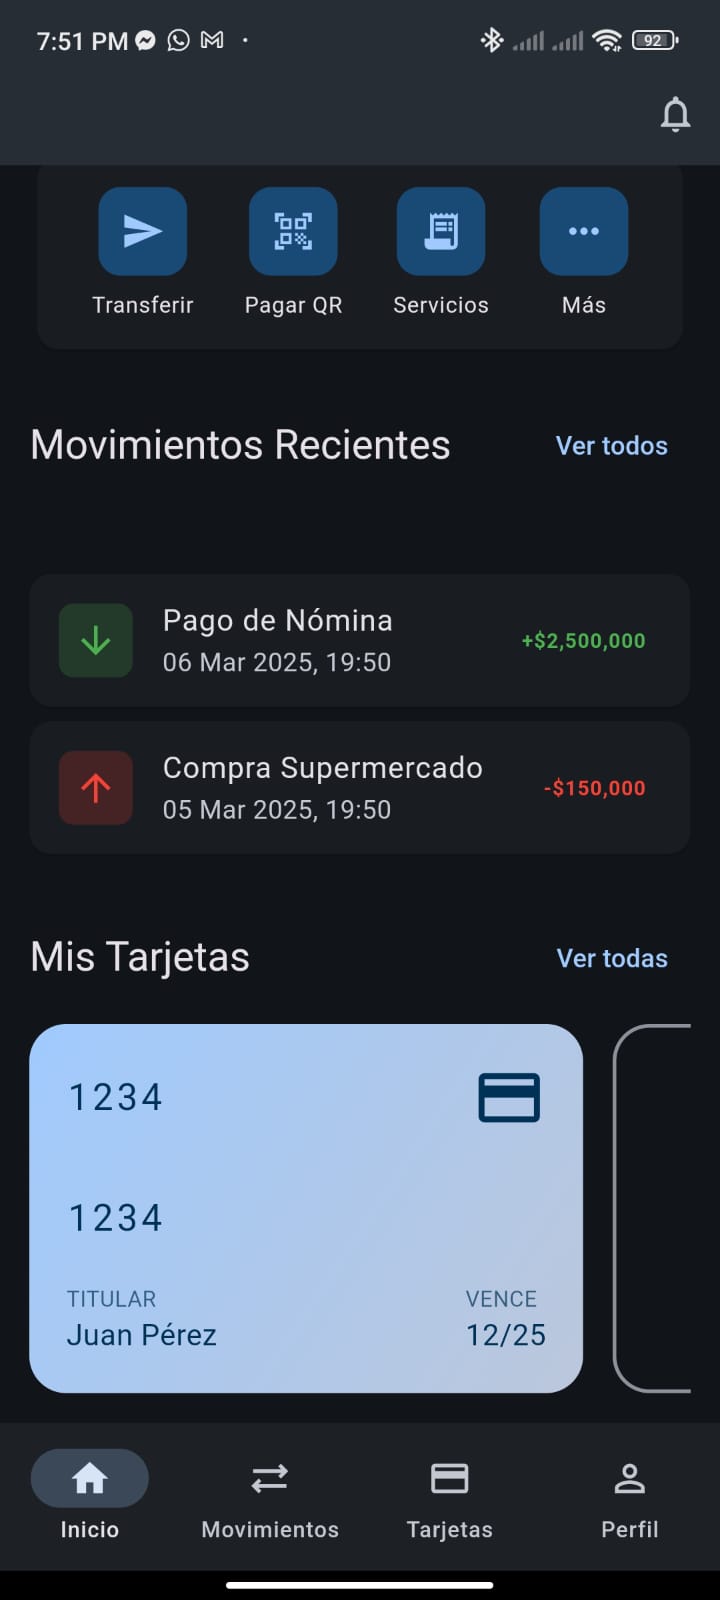 7:51 PM
92
Transferir Pagar QR Servicios Más
Movimientos Recientes Ver todos
Pago de Nómina
06 Mar 2025, 19:50
+$2,500,000
Compra Supermercado
05 Mar 2025, 19:50
-$150,000
Mis Tarjetas Ver todas
1234
1234
TITULAR VENCE
Juan Pérez 12/25
Inicio Movimientos Tarjetas Perfil